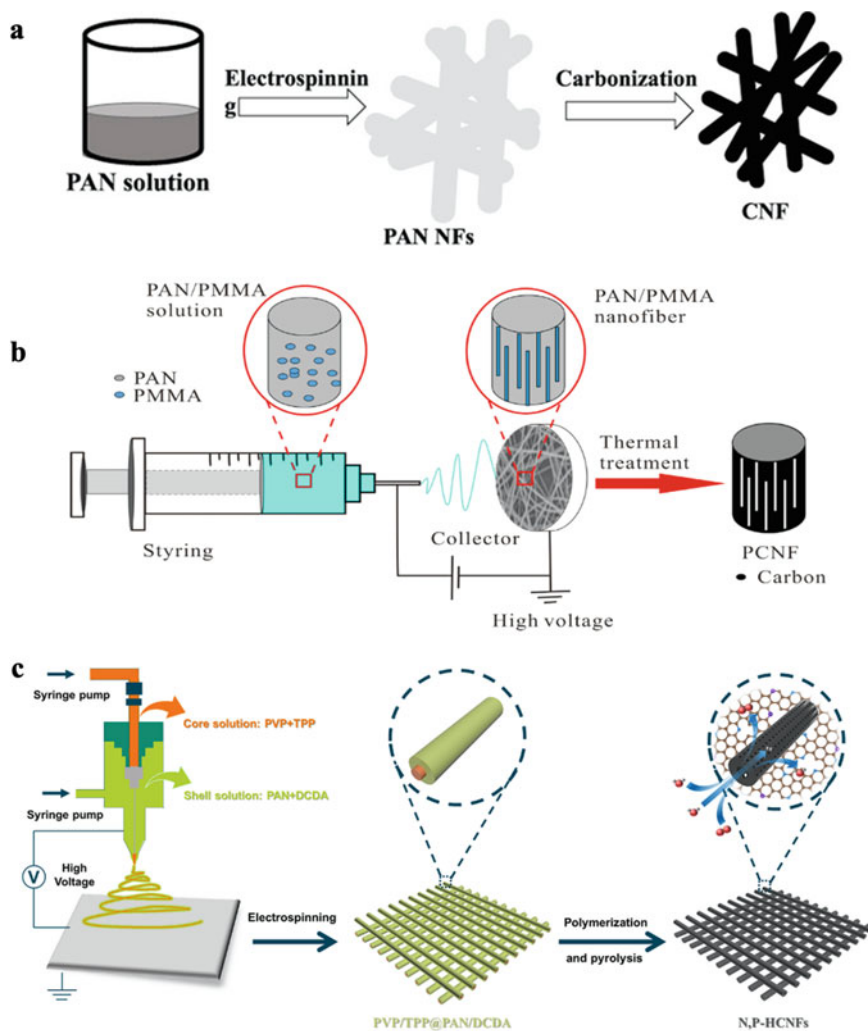 a
Electrospinnin
g
Carbonization
PAN solution
PAN NFs
CNF
b
PAN/PMMA
solution
PAN/PMMA
nanofiber
PAN
PMMA
Thermal
treatment
Styring
Collector
High voltage
PCNF
Carbon
c
Syringe pump
Core solution: PVP+TPP
Shell solution: PAN+DCDA
Syringe pump
High
Voltage
V
Electrospinning
Polymerization
and pyrolysis
PVP/TPP@PAN/DCDA
N,P-HCNFs